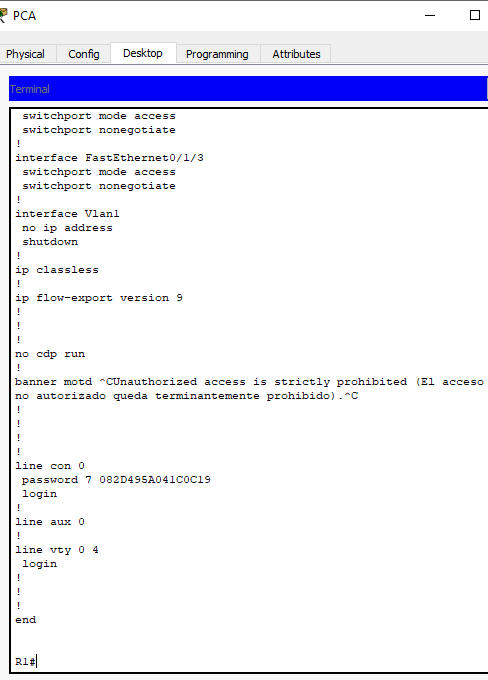 PCA
Physical Config Desktop Programming Attributes
Terminal
switchport mode access
switchport nonegotiate
!
interface FastEthernet0/1/3
switchport mode access
switchport nonegotiate
!
interface Vlan1
no ip address
shutdown
!
ip classless
!
ip flow-export version 9
!
!
!
no cdp run
!
banner motd ^CUnauthorized access is strictly prohibited (El acceso
no autorizado queda terminantemente prohibido).^C
!
!
!
!
line con 0
password 7 082D495A041C0C19
login
!
line aux 0
!
line vty 0 4
login
!
!
!
end
R1#